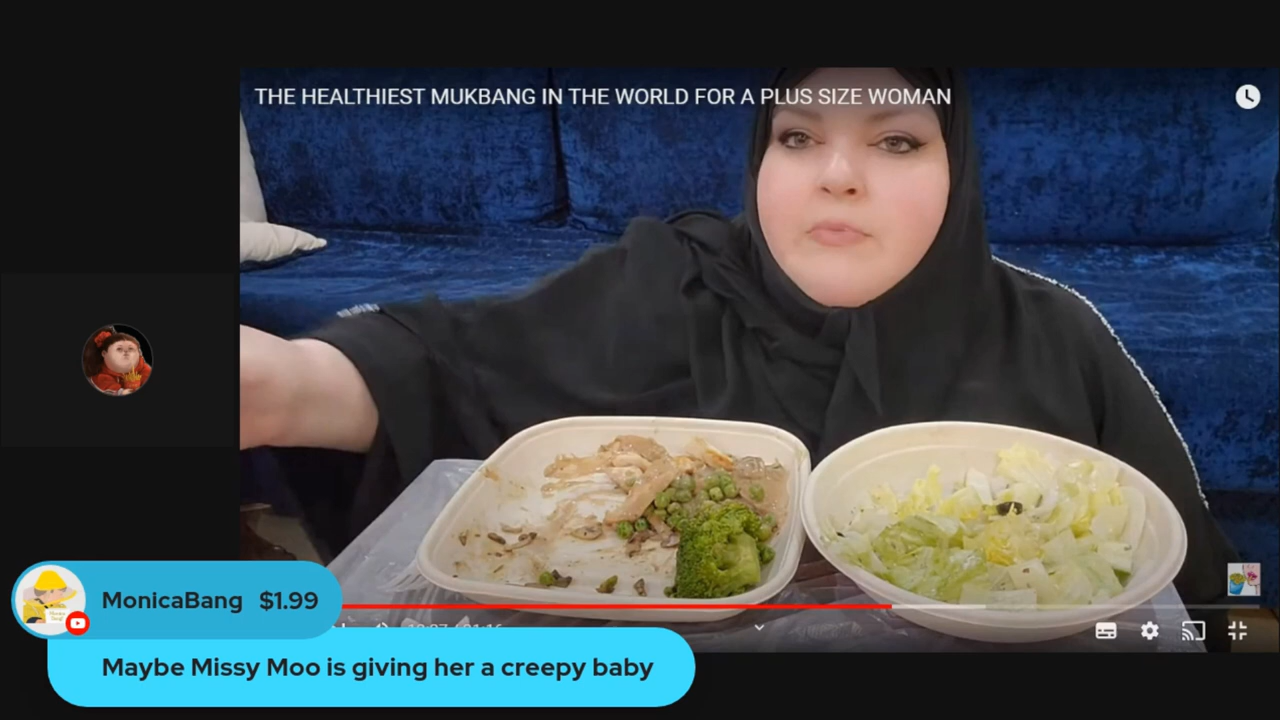 THE HEALTHIEST MUKBANG IN THE WORLD FOR A PLUS SIZE WOMAN
MonicaBang $1.99
Maybe Missy Moo is giving her a creepy baby